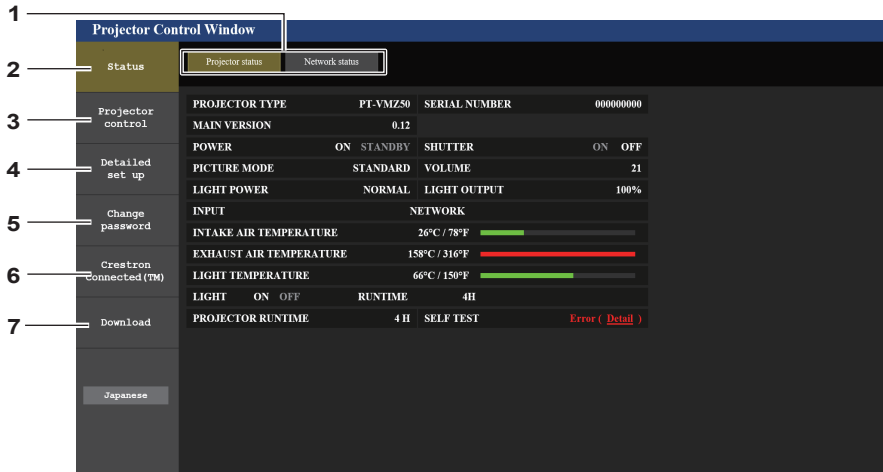 1
Projector Control Window
2
Status
Projector status Network status
3
Projector
control
4
Detailed
set up
5
Change
password
6
Crestron
Connected(TM)
7
Download
Japanese
PROJECTOR TYPE PT-VMZ50 SERIAL NUMBER 000000000
MAIN VERSION 0.12
POWER ON STANDBY SHUTTER ON OFF
PICTURE MODE STANDARD VOLUME 21
LIGHT POWER NORMAL LIGHT OUTPUT 100%
INPUT NETWORK
INTAKE AIR TEMPERATURE 26°C / 78°F
EXHAUST AIR TEMPERATURE 158°C / 316°F
LIGHT TEMPERATURE 66°C / 150°F
LIGHT ON OFF RUNTIME 4H
PROJECTOR RUNTIME 4 H SELF TEST Error ( Detail )